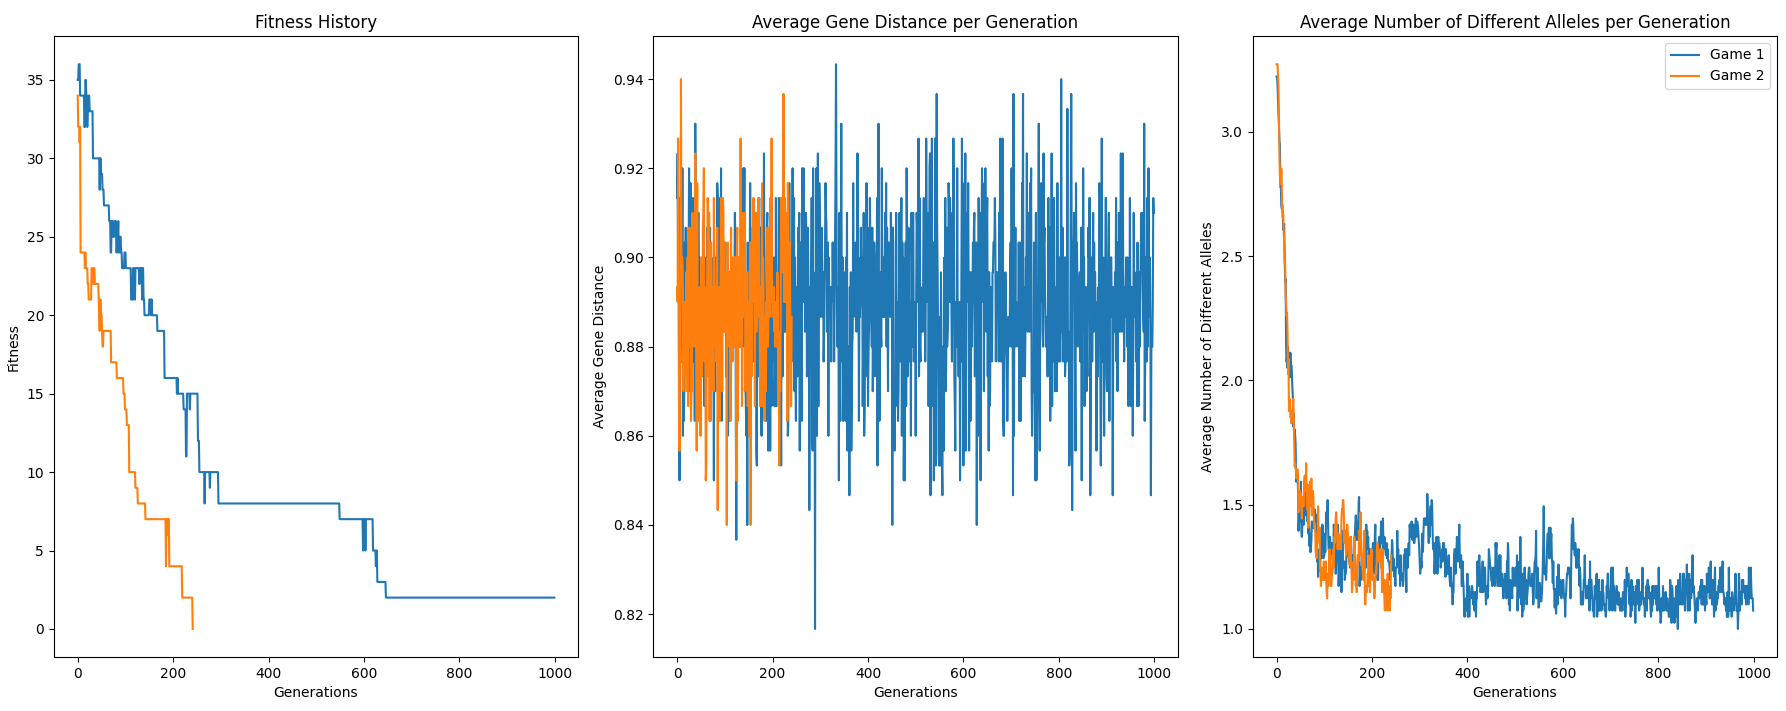 Fitness History
Fitness
35
30
25
20
15
10
5
0
0 200 400 600 800 1000
Generations
Average Gene Distance per Generation
Average Gene Distance
0.94
0.92
0.90
0.88
0.86
0.84
0.82
0 200 400 600 800 1000
Generations
Average Number of Different Alleles per Generation
Average Number of Different Alleles
3.0
2.5
2.0
1.5
1.0
0 200 400 600 800 1000
Generations
Game 1
Game 2